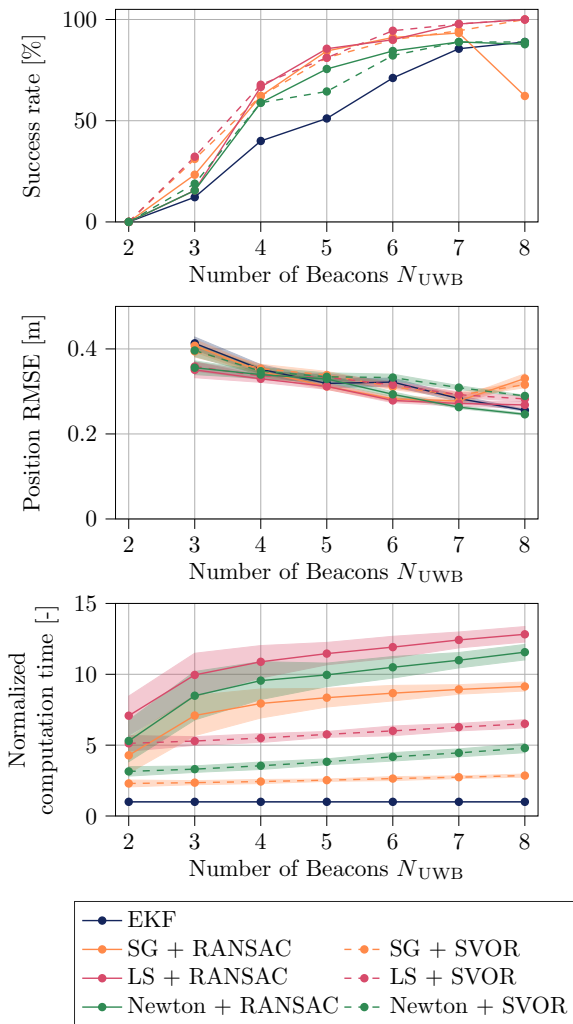 100
50
0
Success rate [%]
2 3 4 5 6 7 8
Number of Beacons N_UWB
0.4
0.2
0
Position RMSE [m]
2 3 4 5 6 7 8
Number of Beacons N_UWB
15
10
5
0
Normalized
computation time [-]
2 3 4 5 6 7 8
Number of Beacons N_UWB
EKF
SG + RANSAC SG + SVOR
LS + RANSAC LS + SVOR
Newton + RANSAC Newton + SVOR